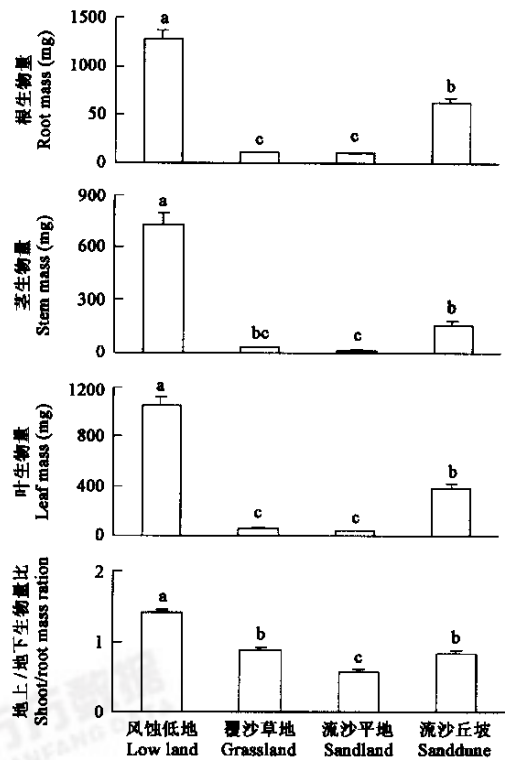 1500
a
1000
50
0
c
c
b
根生物量
Root mass (mg)
900
a
600
300
0
bc
c
b
茎生物量
Stem mass (mg)
1200
a
800
400
0
c
c
b
叶生物量
Leaf mass (mg)
2
a
1
0
b
c
b
地上/地下生物量比
Shoot/root mass ration
风蚀低地 覆沙草地 流沙平地 流沙丘坡
Low land Grassland Sandland Sanddune